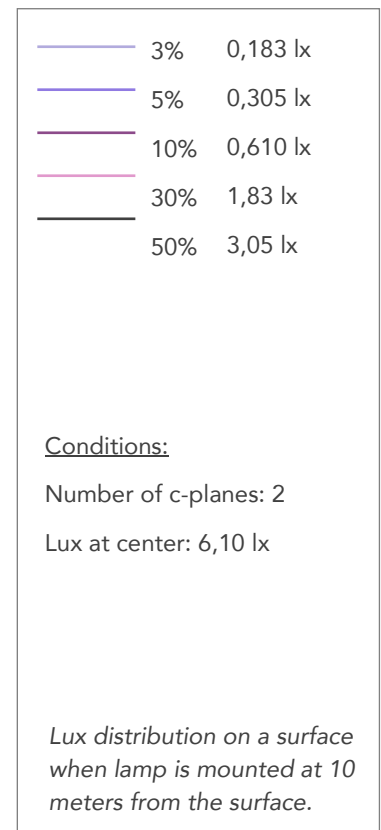 3% 0,183 lx
5% 0,305 lx
10% 0,610 lx
30% 1,83 lx
50% 3,05 lx
Conditions:
Number of c-planes: 2
Lux at center: 6,10 lx
Lux distribution on a surface
when lamp is mounted at 10
meters from the surface.